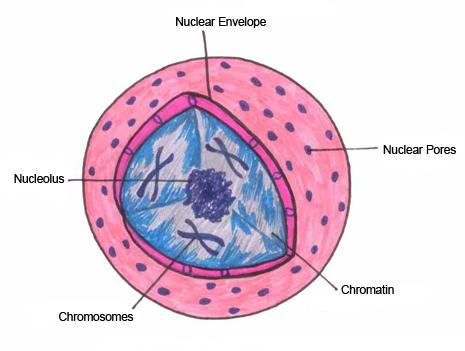 Nuclear Envelope
Nuclear Pores
Nucleolus
Chromatin
Chromosomes